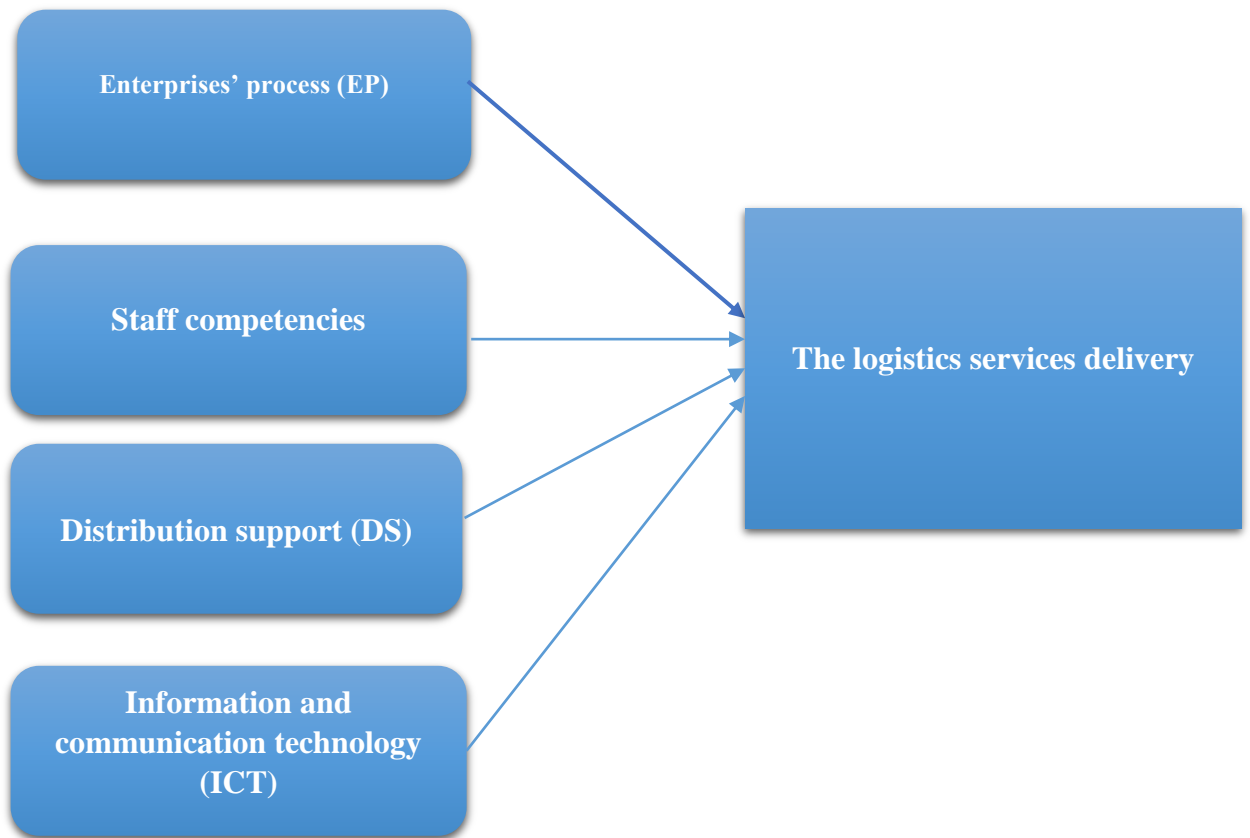 Enterprises’ process (EP)
Staff competencies
The logistics services delivery
Distribution support (DS)
Information and
communication technology
(ICT)